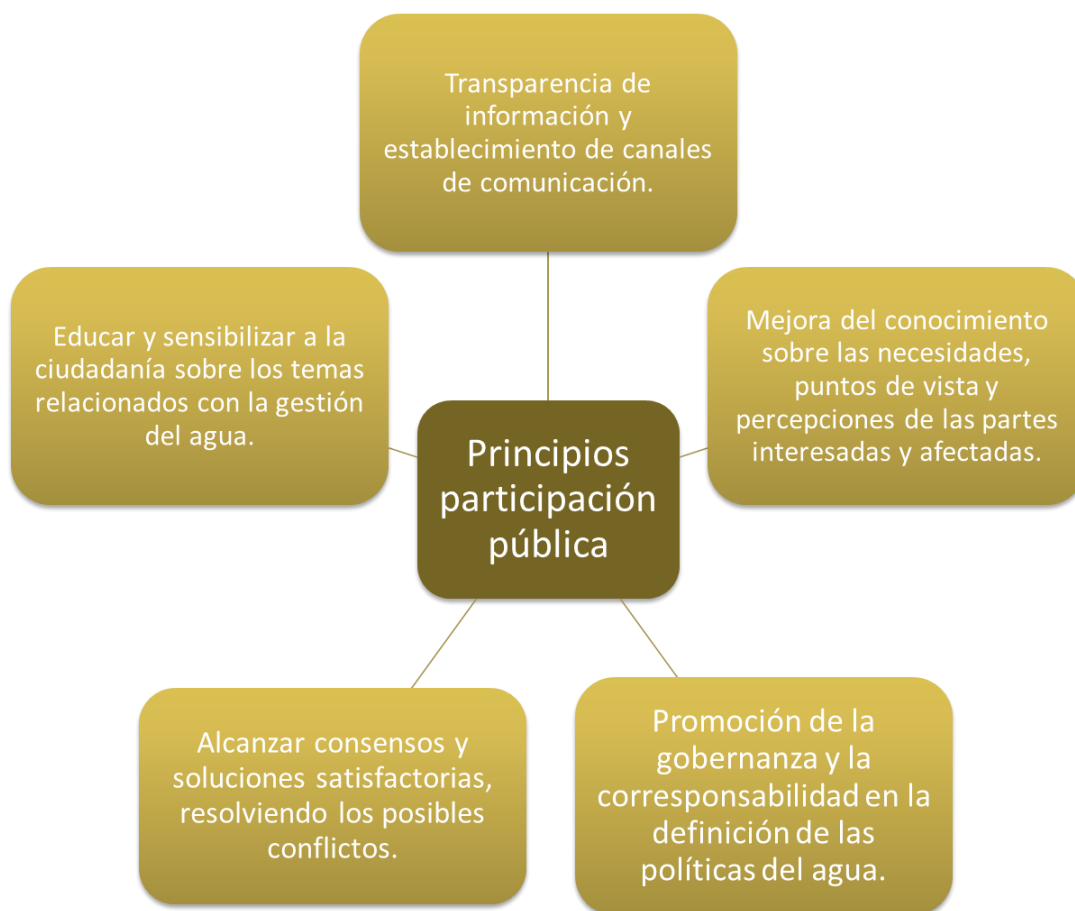 Transparencia de
información y
establecimiento de canales
de comunicación.
Educar y sensibilizar a la
ciudadanía sobre los temas
relacionados con la gestión
del agua.
Mejora del conocimiento
sobre las necesidades,
puntos de vista y
percepciones de las partes
interesadas y afectadas.
Principios
participación
pública
Alcanzar consensos y
soluciones satisfactorias,
resolviendo los posibles
conflictos.
Promoción de la
gobernanza y la
corresponsabilidad en la
definición de las
políticas del agua.